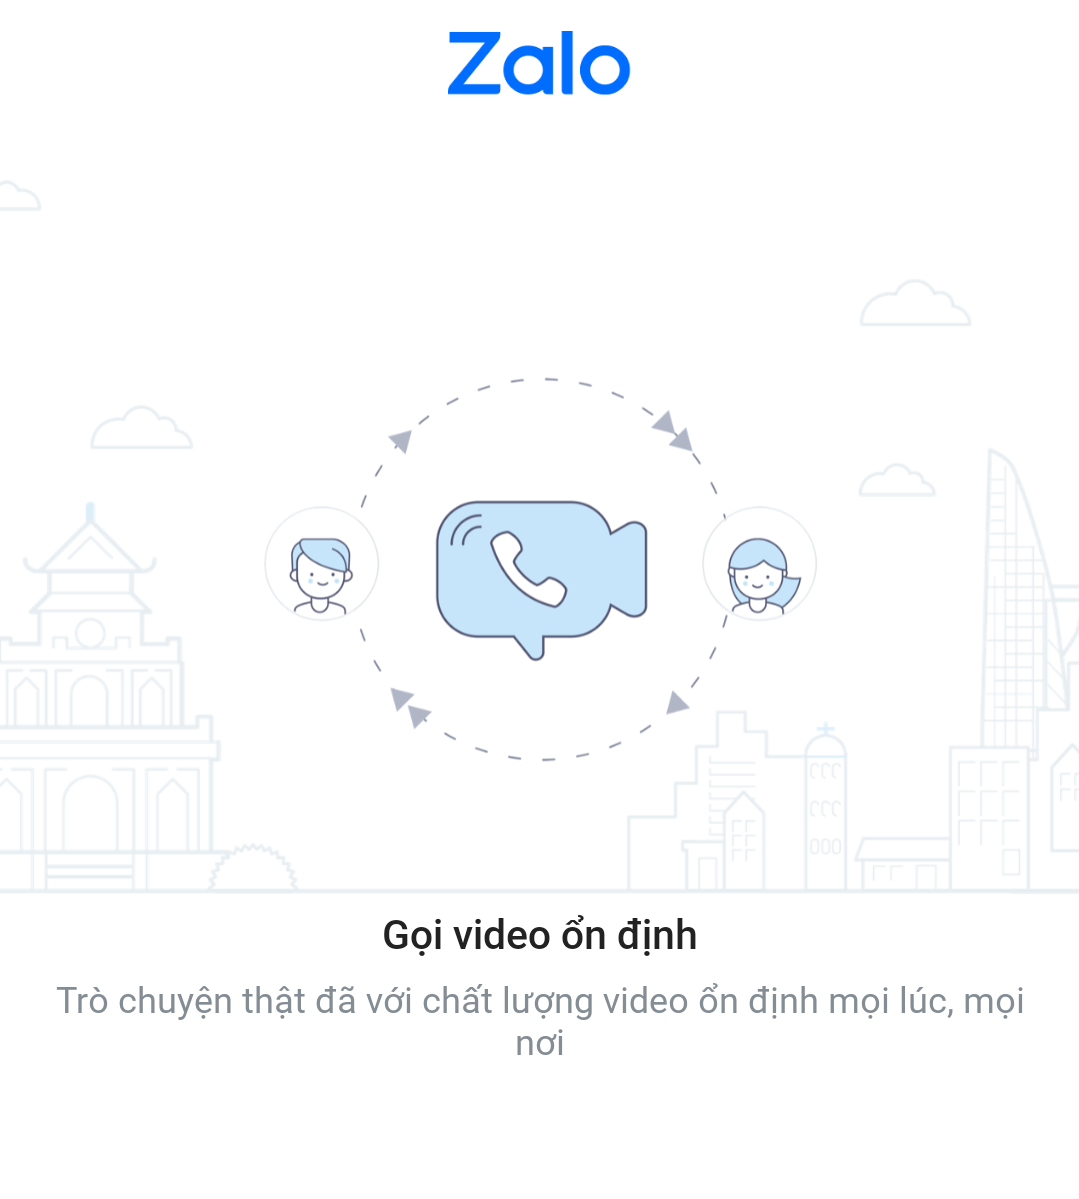 Zalo
Gọi video ổn định
Trò chuyện thật đã với chất lượng video ổn định mọi lúc, mọi
nơi